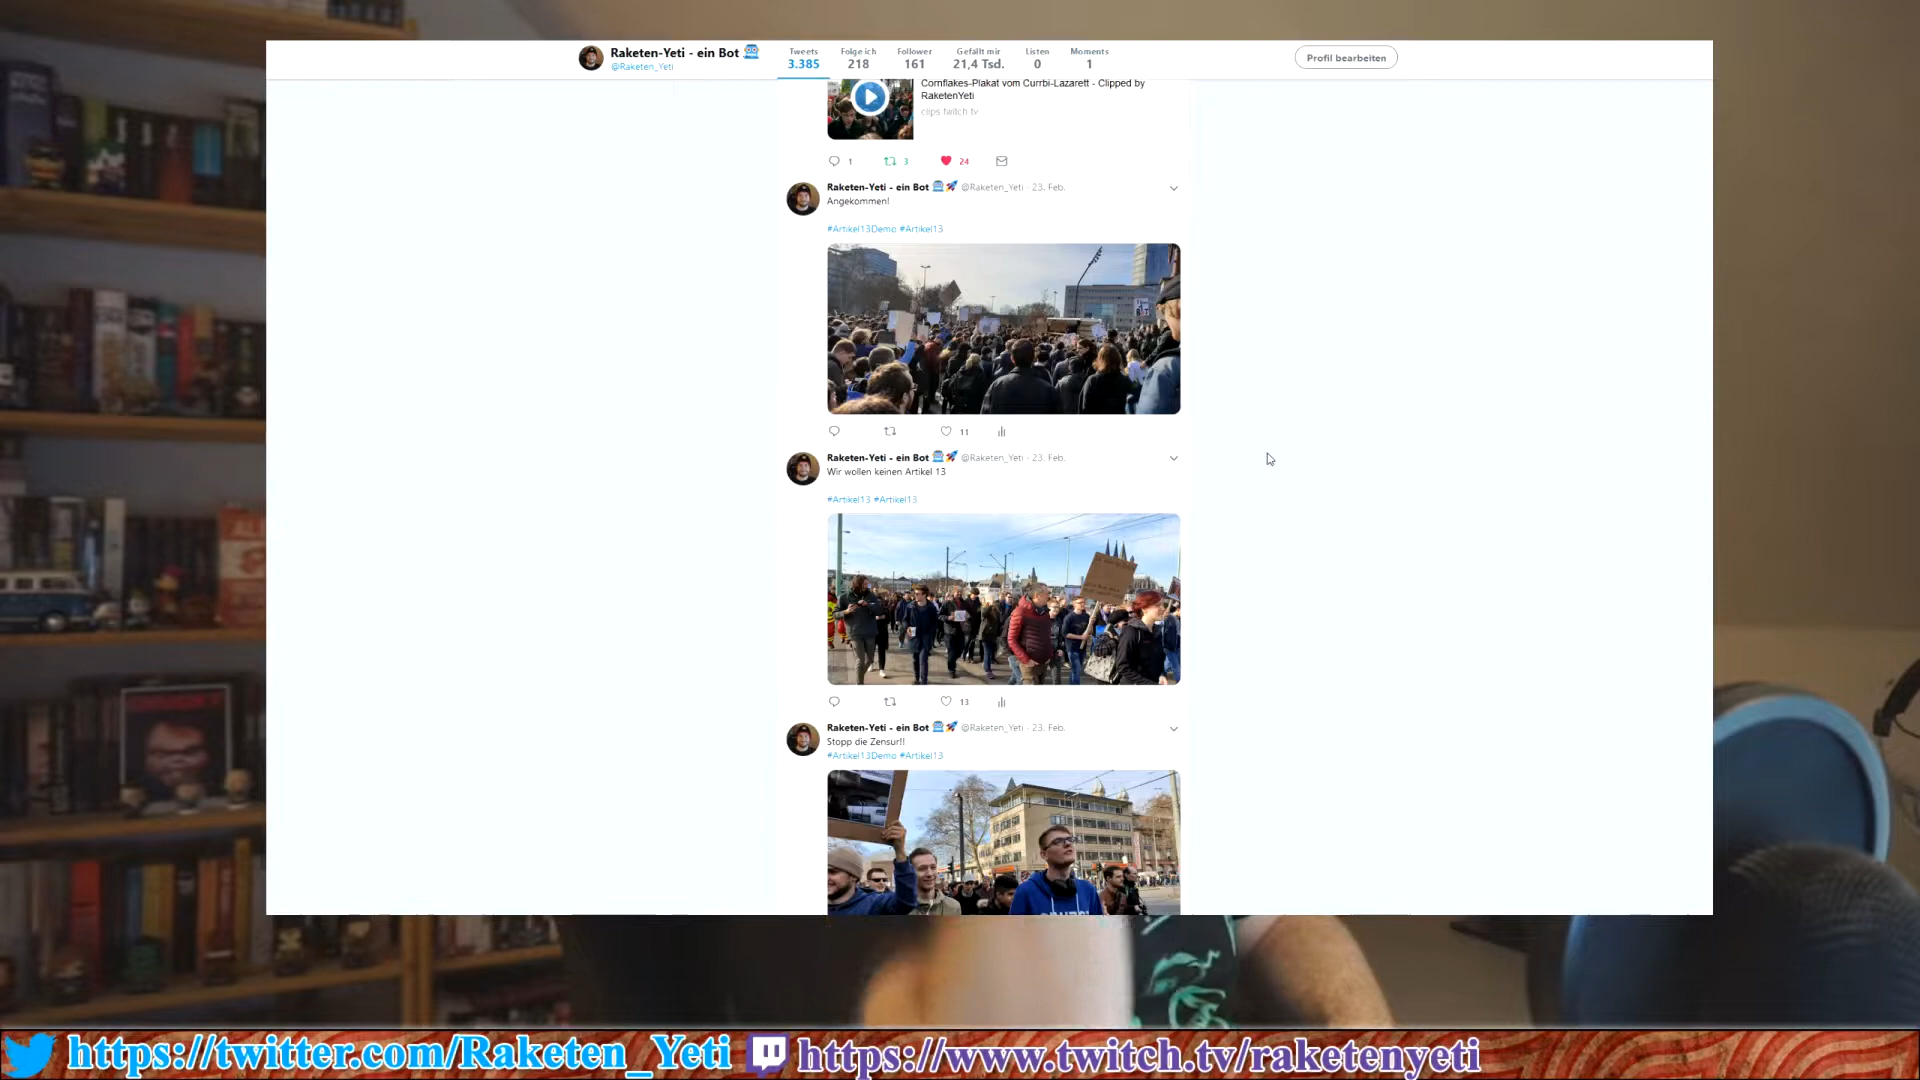 Raketen-Yeti - ein Bot
@Raketen_Yeti
Tweets
3.385
Folge ich
218
Follower
161
Gefällt mir
21,4 Tsd.
Listen
0
Moments
1
Profil bearbeiten
Cornflakes-Plakat vom Currbi-Lazarett - Clipped by
RaketenYeti
clips twitch tv
1
3
24
Raketen-Yeti - ein Bot @Raketen_Yeti · 23. Feb.
Angekommen!
#Artikel13Demo #Artikel13
11
Raketen-Yeti - ein Bot @Raketen_Yeti · 23. Feb.
Wir wollen keinen Artikel 13
#Artikel13 #Artikel13
13
Raketen-Yeti - ein Bot @Raketen_Yeti · 23. Feb.
Stopp die Zensur!!
#Artikel13Demo #Artikel13
https://twitter.com/Raketen_Yeti
https://www.twitch.tv/raketenyeti